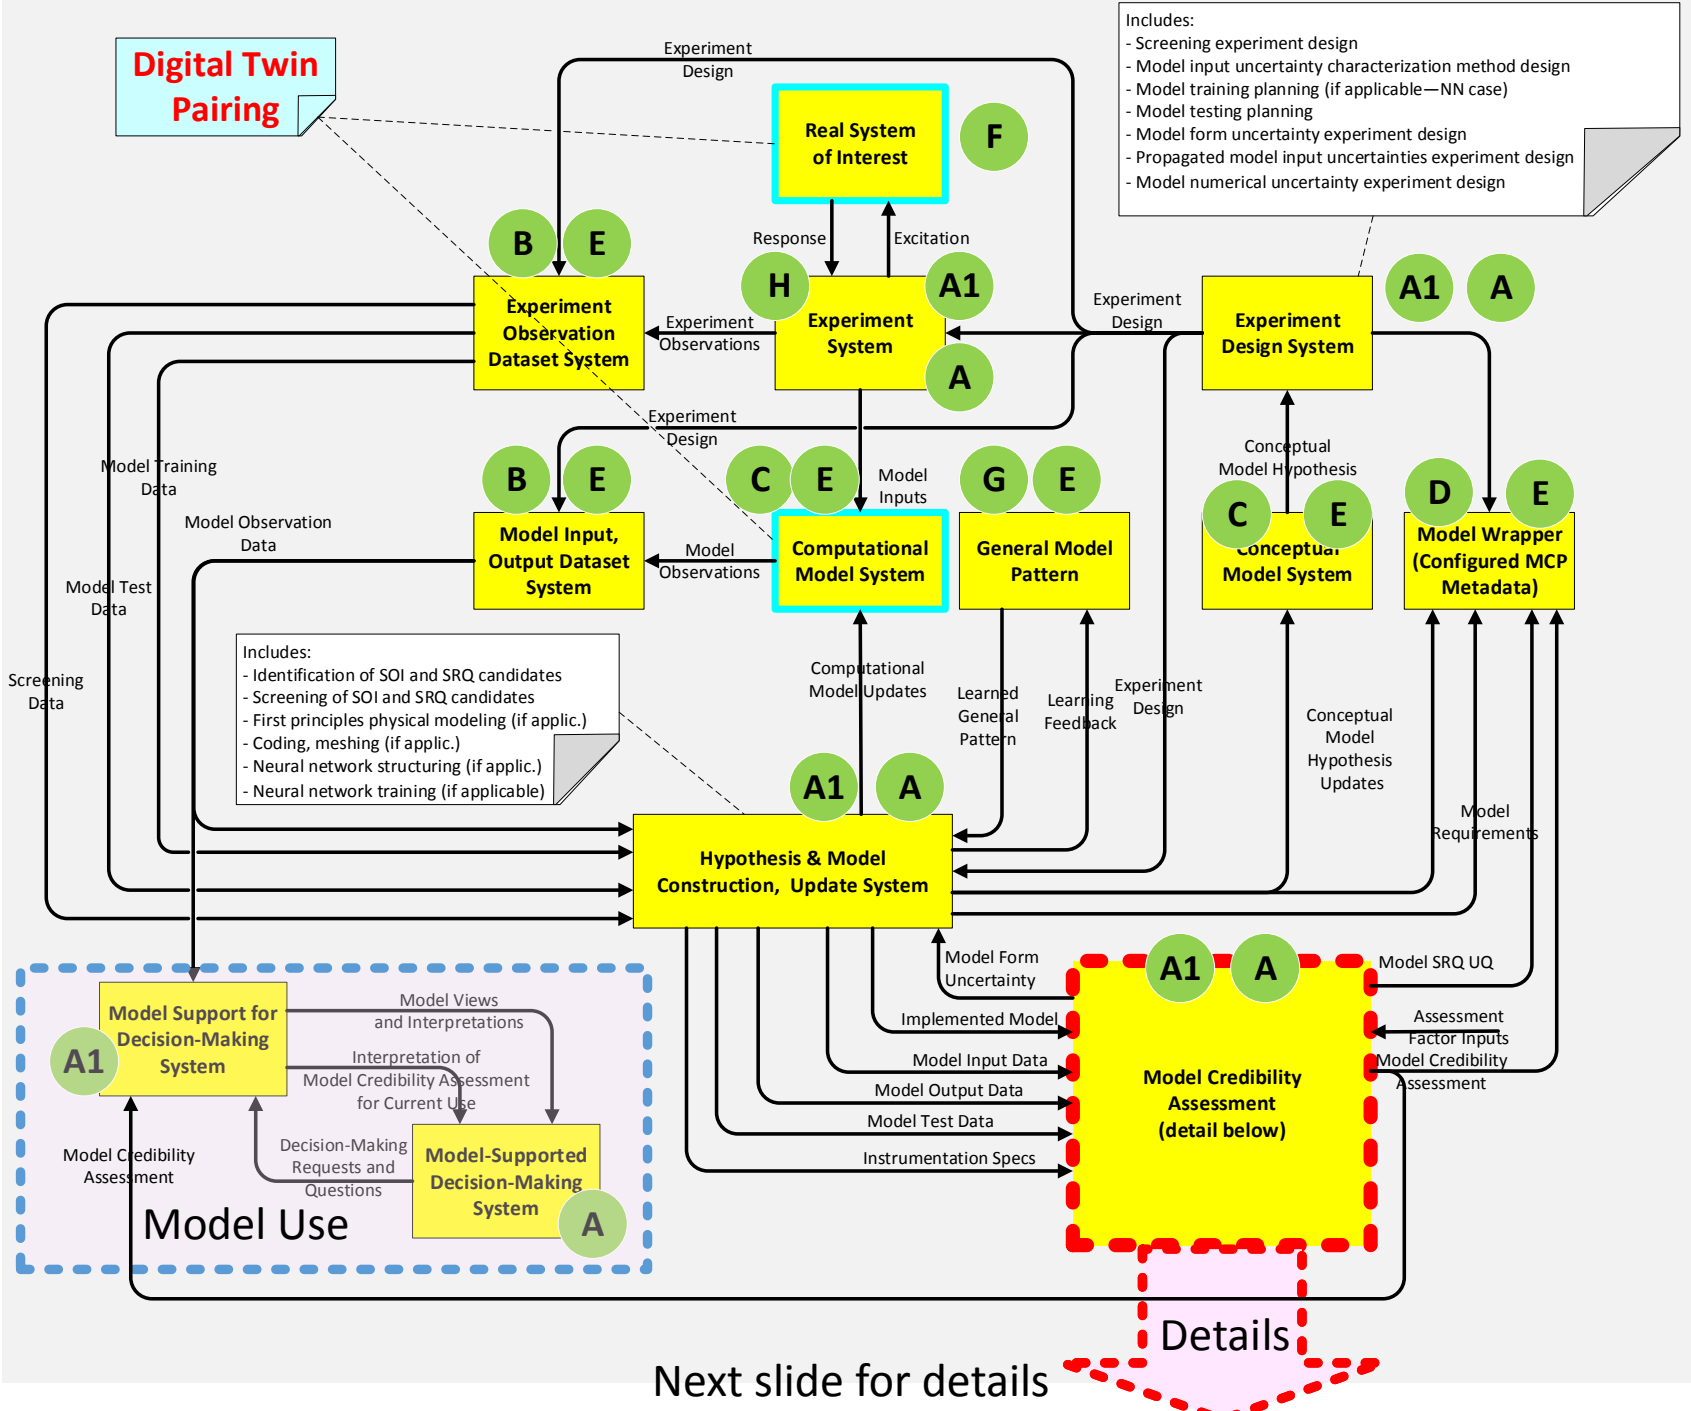 Digital Twin
Pairing
Experiment
Design
Includes:
- Screening experiment design
- Model input uncertainty characterization method design
- Model training planning (if applicable—NN case)
- Model testing planning
- Model form uncertainty experiment design
- Propagated model input uncertainties experiment design
- Model numerical uncertainty experiment design
Real System
of Interest
F
Response
Excitation
B
E
Experiment
Observation
Dataset System
Experiment
Observations
H
A1
Experiment
System
A
Experiment
Design
A1
A
Experiment
Design System
Experiment
Design
Model Training
Data
Model Observation
Data
Model Test
Data
Screening
Data
B
E
Model Input,
Output Dataset
System
Model
Observations
C
E
Model
Inputs
Computational
Model System
G
E
General Model
Pattern
Conceptual
Model Hypothesis
C
E
Conceptual
Model System
D
E
Model Wrapper
(Configured MCP
Metadata)
Includes:
- Identification of SOI and SRQ candidates
- Screening of SOI and SRQ candidates
- First principles physical modeling (if applic.)
- Coding, meshing (if applic.)
- Neural network structuring (if applic.)
- Neural network training (if applicable)
Computational
Model Updates
Learned
General
Pattern
Learning
Feedback
Experiment
Design
Conceptual
Model
Hypothesis
Updates
Model
Requirements
A1
A
Hypothesis & Model
Construction,  Update System
Model Form
Uncertainty
Implemented Model
Model Input Data
Model Output Data
Model Test Data
Instrumentation Specs
A1
A
Model Credibility
Assessment
(detail below)
Model SRQ UQ
Assessment
Factor Inputs
Model Credibility
Assessment
Model Support for
Decision-Making
System
A1
Model Views
and Interpretations
Interpretation of
Model Credibility Assessment
for Current Use
Decision-Making
Requests and
Questions
Model-Supported
Decision-Making
System
A
Model Credibility
Assessment
Model Use
Details
Next slide for details